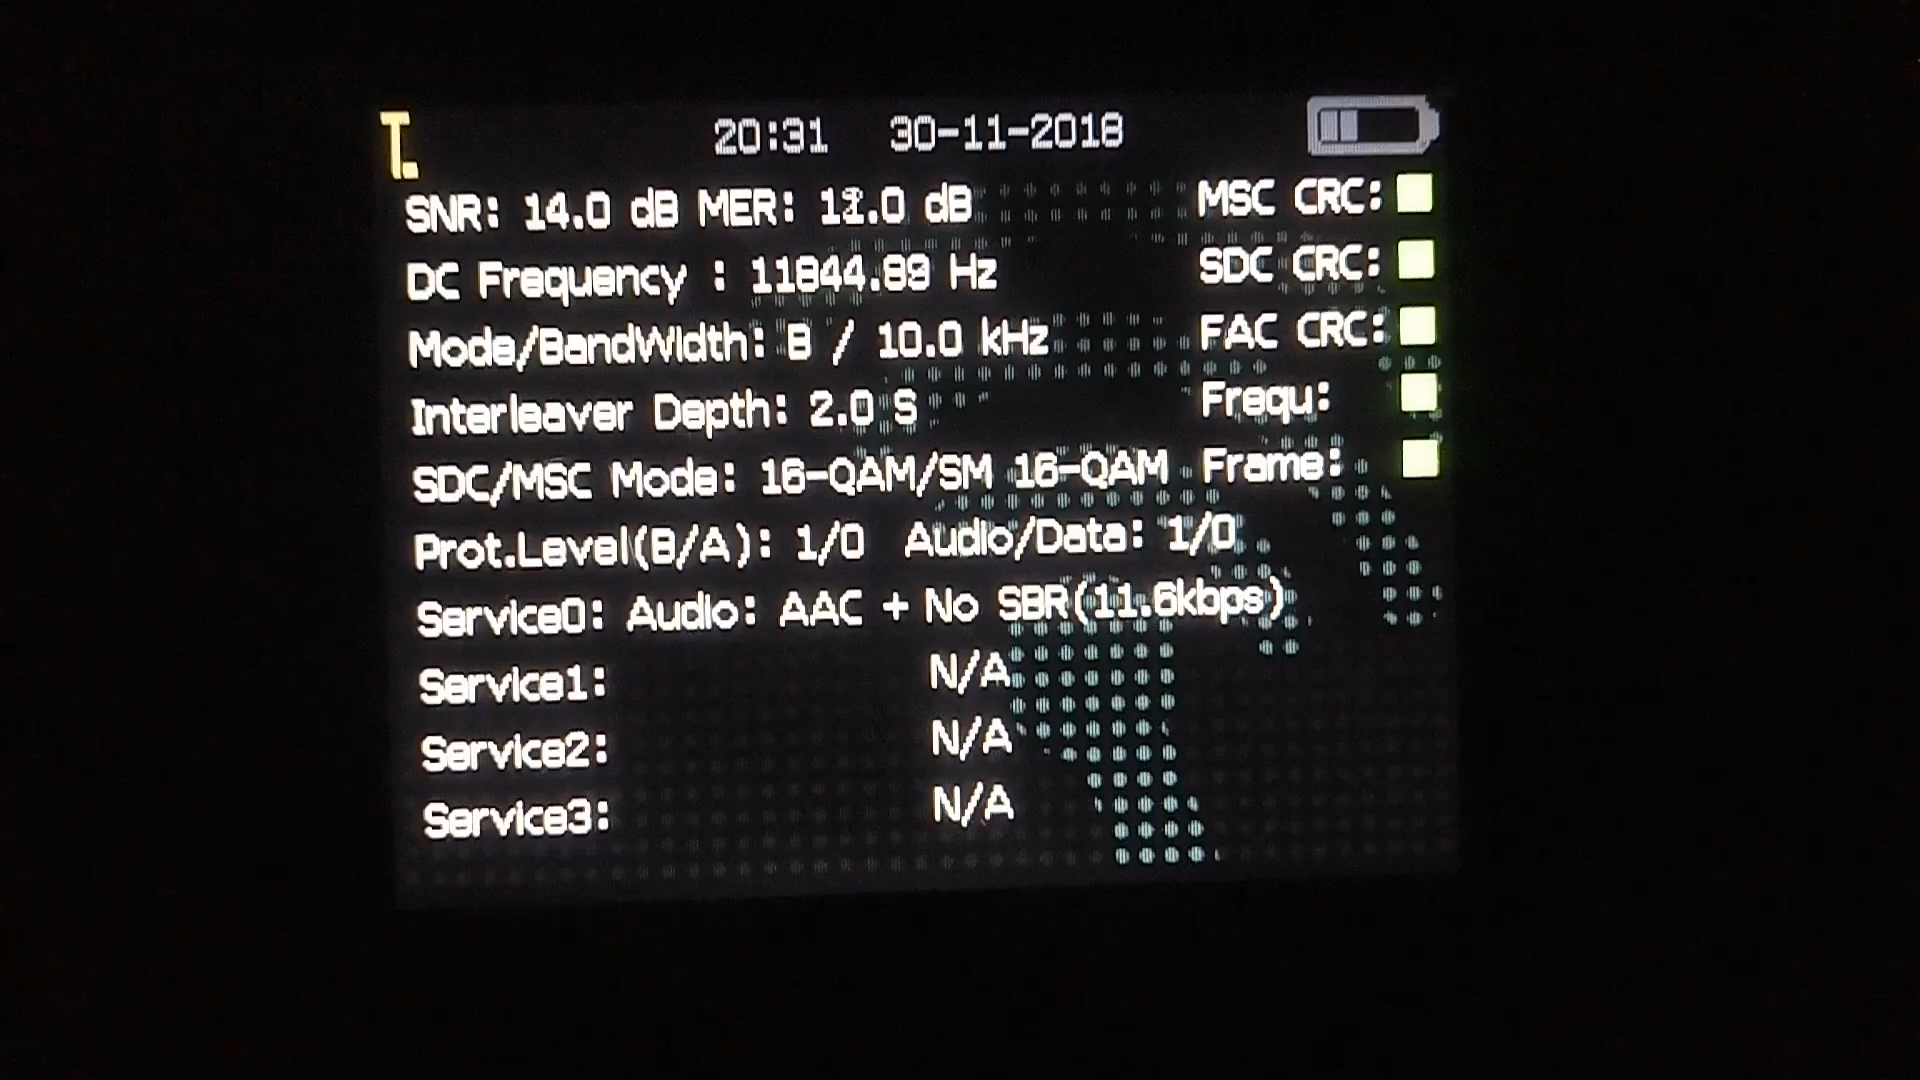 20:31 30-11-2018
SNR: 14.0 dB MER: dB MSC CRC:
DC Frequency : 11844.89 Hz SDC CRC:
Mode/BandWidth: B / 10.0 kHz FAC CRC:
Interleaver Depth: 2.0 S Frequ:
SDC/MSC Mode: 16-QAM/SM 16-QAM Frame:
Prot.Level(B/A): 1/0 Audio/Data: 1/0
Service0: Audio: AAC + No SBR(11.6kbps)
Service1: N/A
Service2: N/A
Service3: N/A